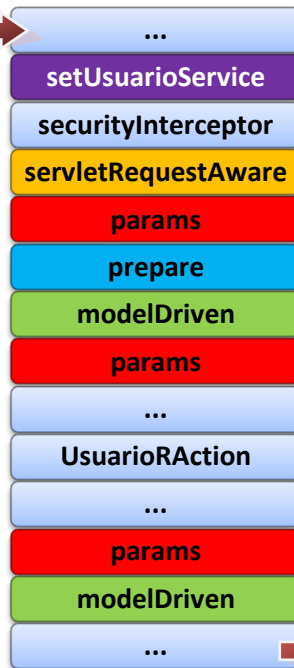 ...
setUsuarioService
securityInterceptor
servletRequestAware
params
prepare
modelDriven
params
...
UsuarioRAction
...
params
modelDriven
...